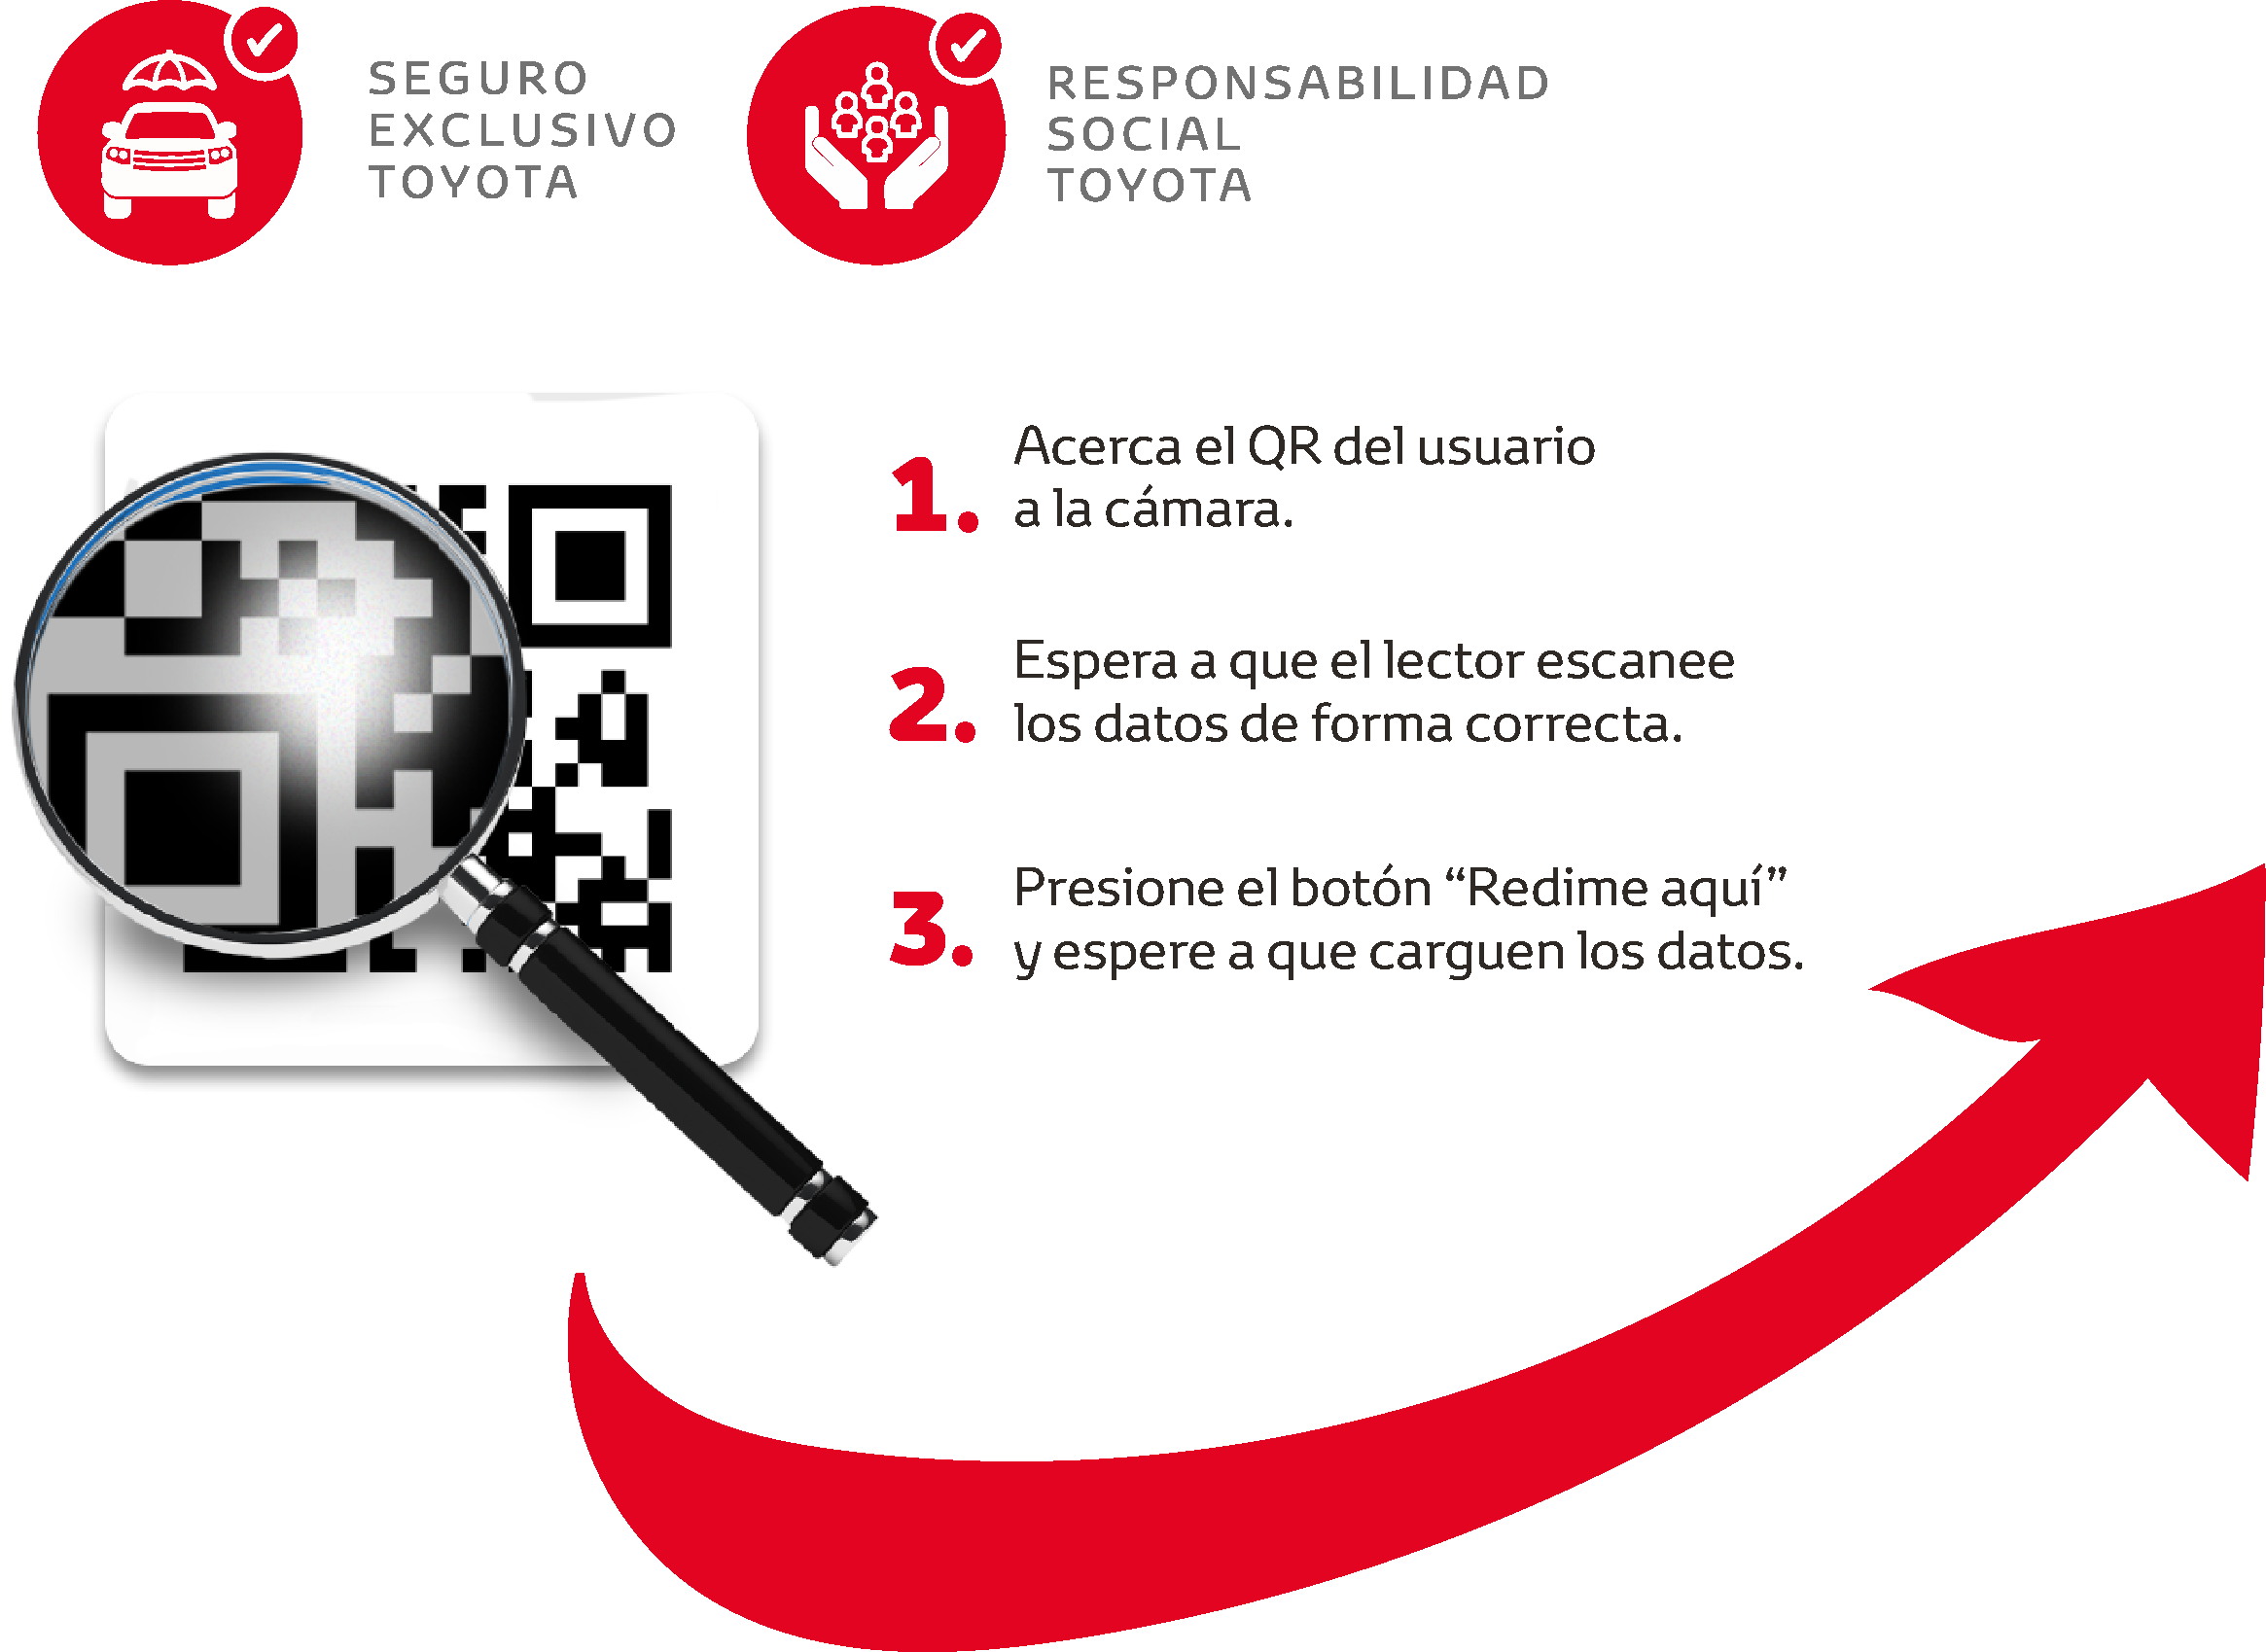 SEGURO
EXCLUSIVO
TOYOTA
RESPONSABILIDAD
SOCIAL
TOYOTA
1. Acerca el QR del usuario
a la cámara.
2. Espera a que el lector escanee
los datos de forma correcta.
3. Presione el botón “Redime aquí”
y espere a que carguen los datos.